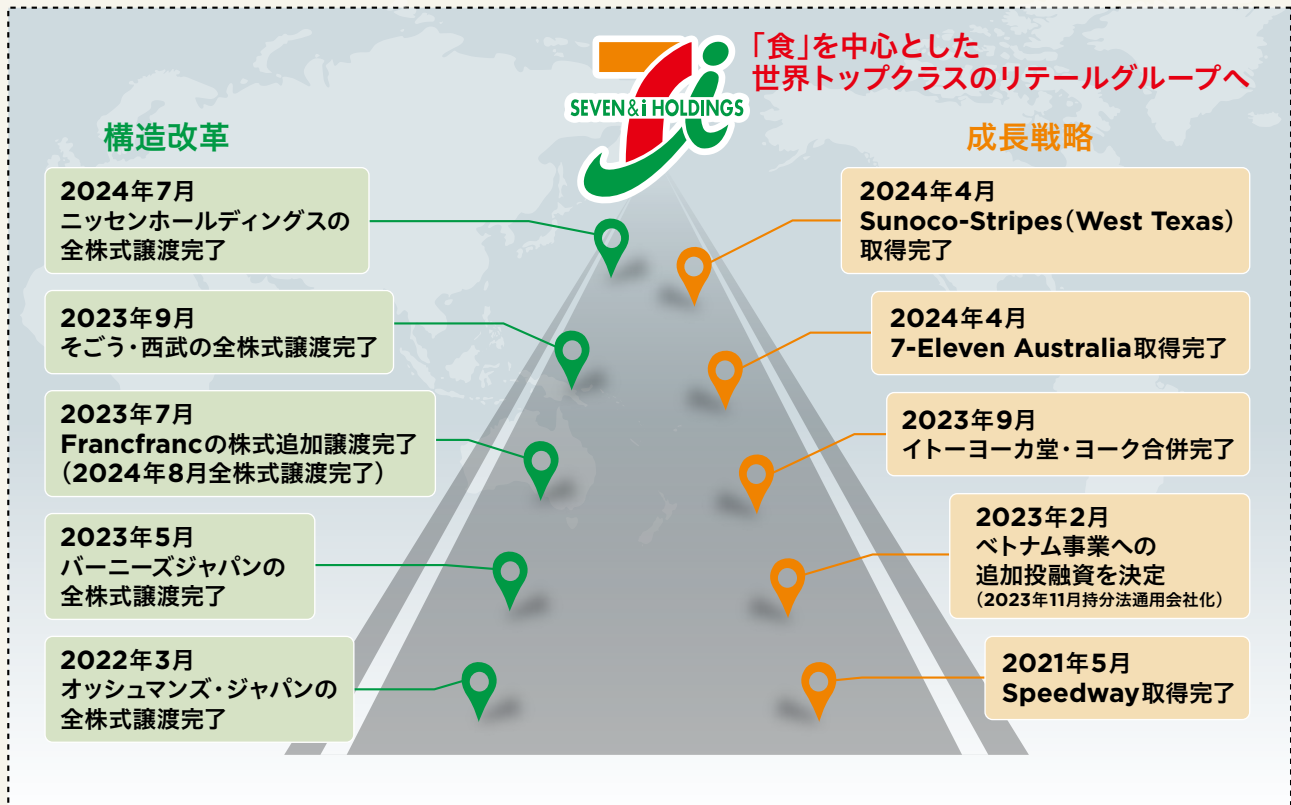 「食」を中心とした
世界トップクラスのリテールグループへ
SEVEN&i HOLDINGS
構造改革
2024年7月
ニッセンホールディングスの
全株式譲渡完了
2023年9月
そごう・西武の全株式譲渡完了
2023年7月
Francfrancの株式追加譲渡完了
（2024年8月全株式譲渡完了）
2023年5月
バーニーズジャパンの
全株式譲渡完了
2022年3月
オッシュマンズ・ジャパンの
全株式譲渡完了
成長戦略
2024年4月
Sunoco-Stripes（West Texas）
取得完了
2024年4月
7-Eleven Australia取得完了
2023年9月
イトーヨーカ堂・ヨーク合併完了
2023年2月
ベトナム事業への
追加投融資を決定
（2023年11月持分法適用会社化）
2021年5月
Speedway取得完了